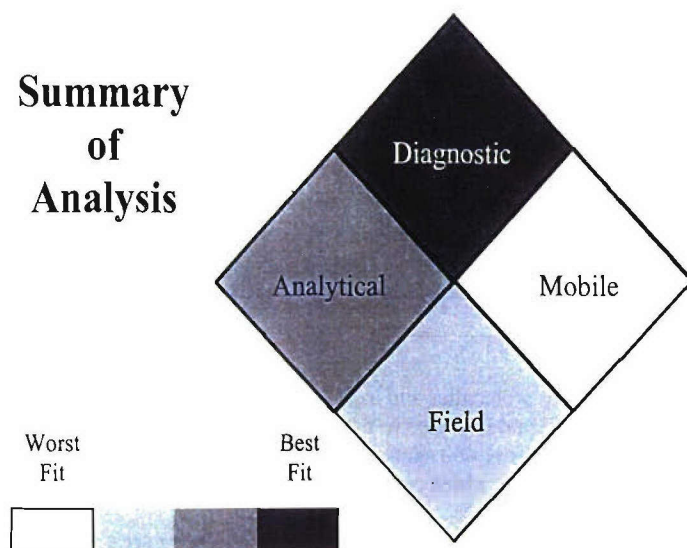 Summary
of
Analysis
Diagnostic
Analytical
Mobile
Field
Worst
Fit
Best
Fit